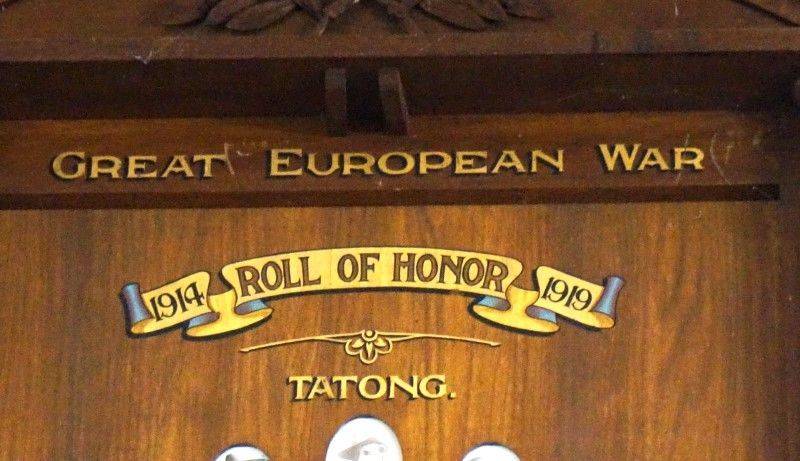 GREAT EUROPEAN WAR
1914 ROLL OF HONOR 1919
TATONG.